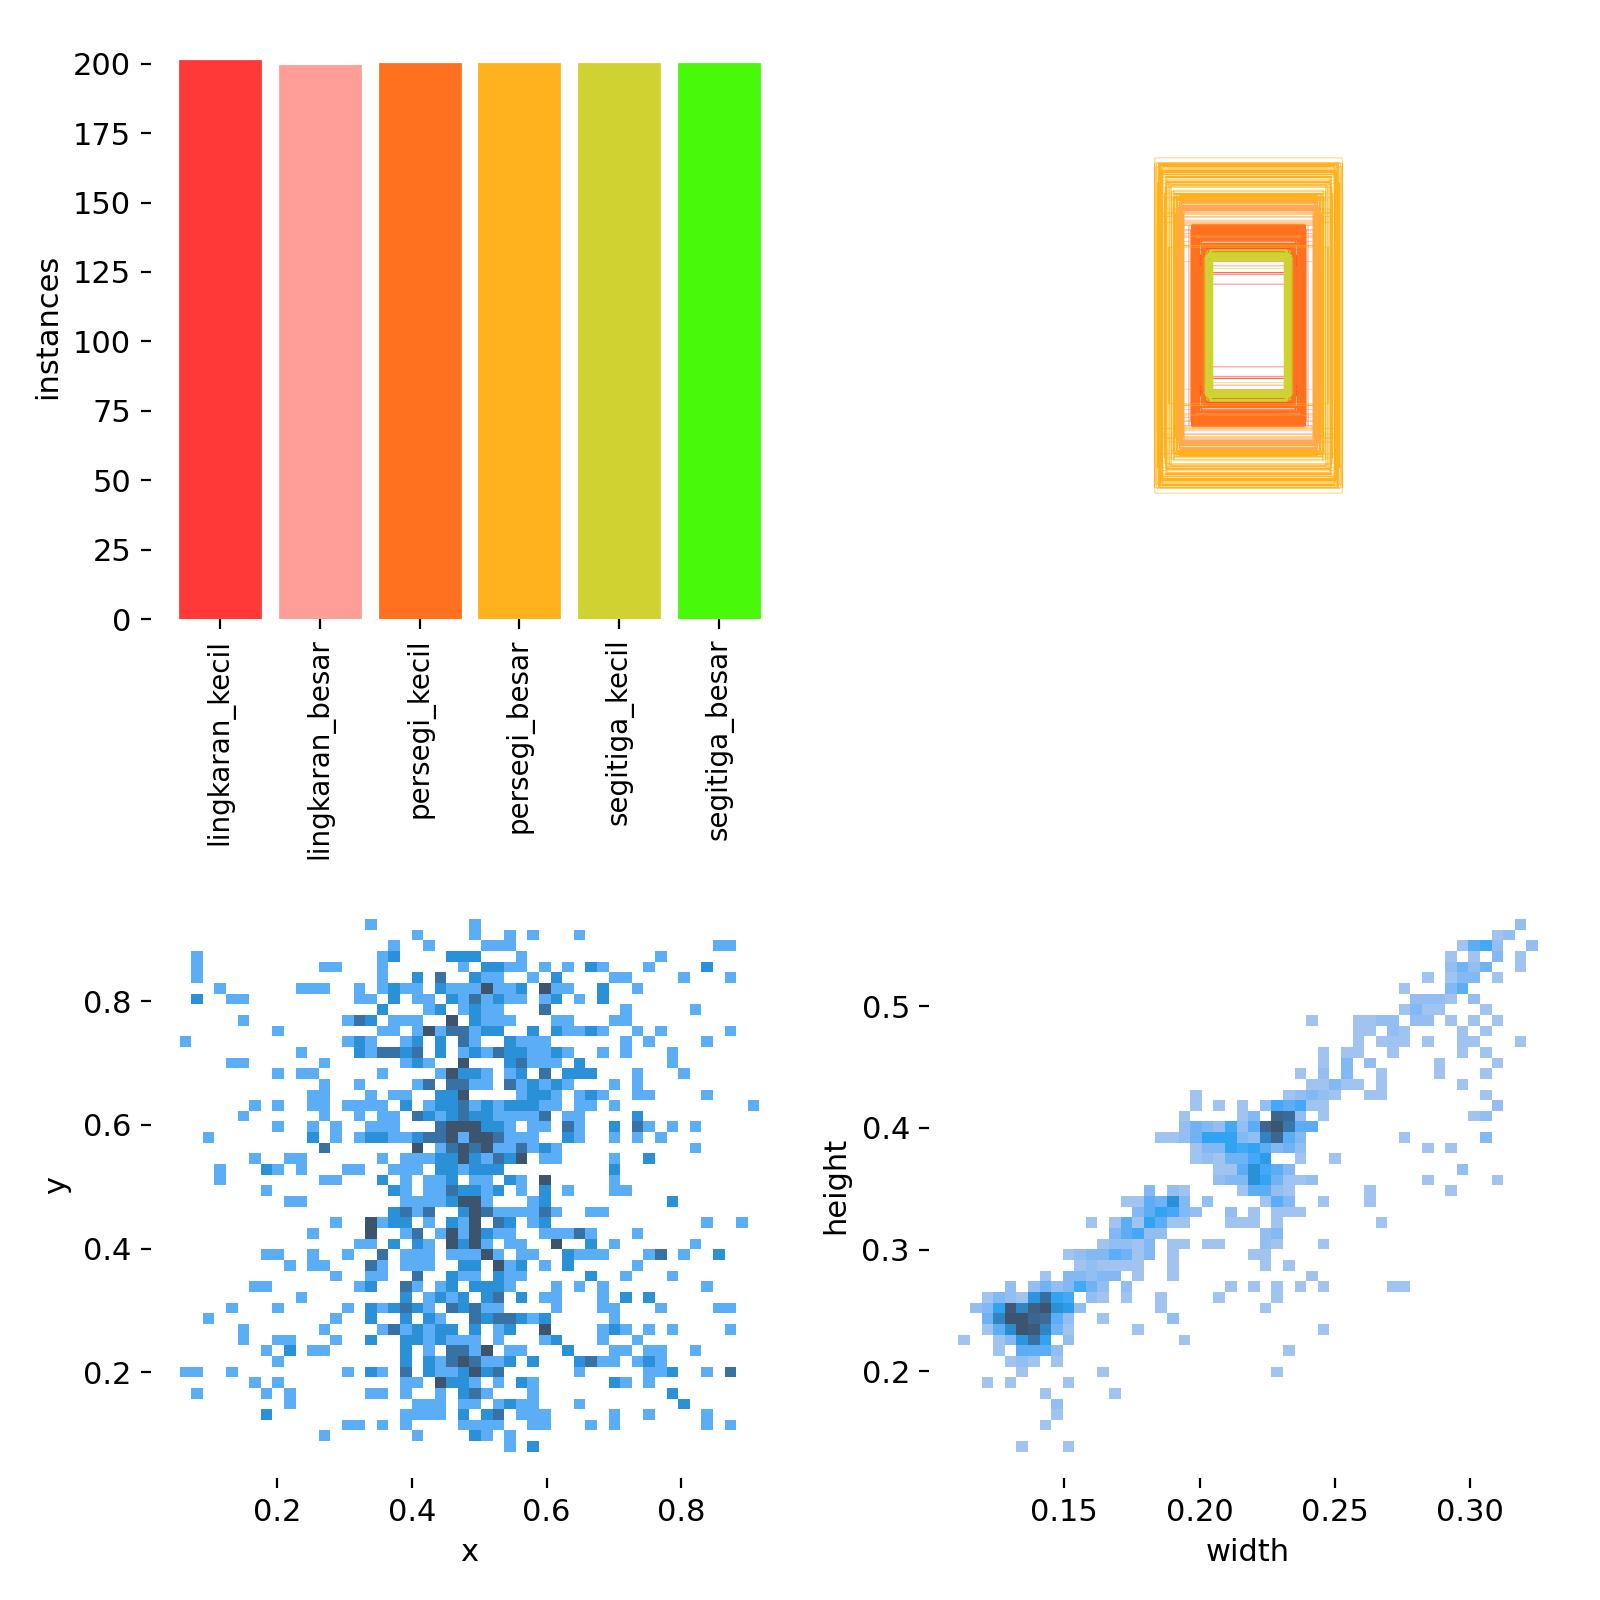 200
175
150
125
100
75
50
25
0
instances
lingkaran_kecil
lingkaran_besar
persegi_kecil
persegi_besar
segitiga_kecil
segitiga_besar
0.8
0.6
0.4
0.2
y
0.2 0.4 0.6 0.8
x
0.5
0.4
0.3
0.2
height
0.15 0.20 0.25 0.30
width